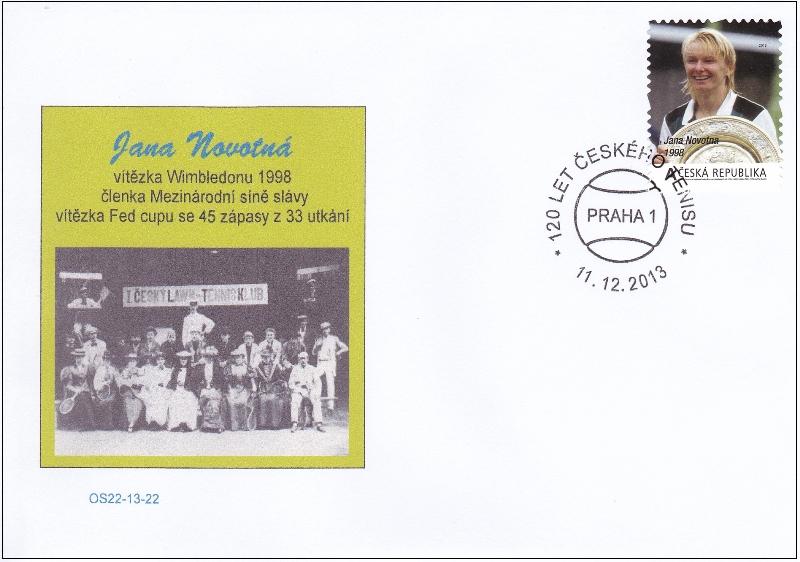 Jana Novotná
vítězka Wimbledonu 1998
členka Mezinárodní síně slávy
vítězka Fed cupu se 45 zápasy z 33 utkání
I. ČESKÝ LAWN-TENNIS KLUB.
OS22-13-22
Jana Novotna
1998
A ČESKÁ REPUBLIKA
* 120 LET ČESKÉHO TENISU *
PRAHA 1
11.12.2013